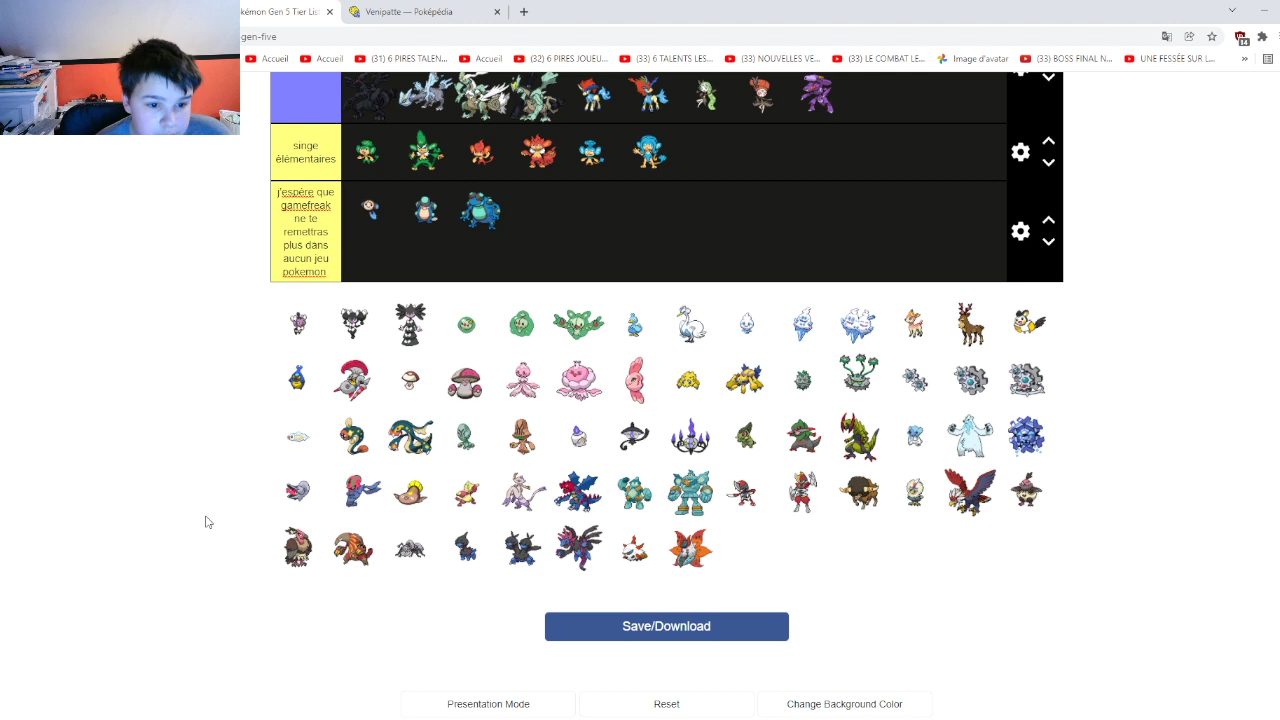 kémon Gen 5 Tier Lis
Venipatte — Poképédia
gen-five
14
Accueil
Accueil
(31) 6 PIRES TALEN...
Accueil
(32) 6 PIRES JOUEU...
(33) 6 TALENTS LES...
(33) NOUVELLES VE...
(33) LE COMBAT LE...
Image d'avatar
(33) BOSS FINAL N...
UNE FESSÉE SUR L...
singe
élémentaires
j'espère que
gamefreak
ne te
remettras
plus dans
aucun jeu
pokemon
Save/Download
Presentation Mode
Reset
Change Background Color